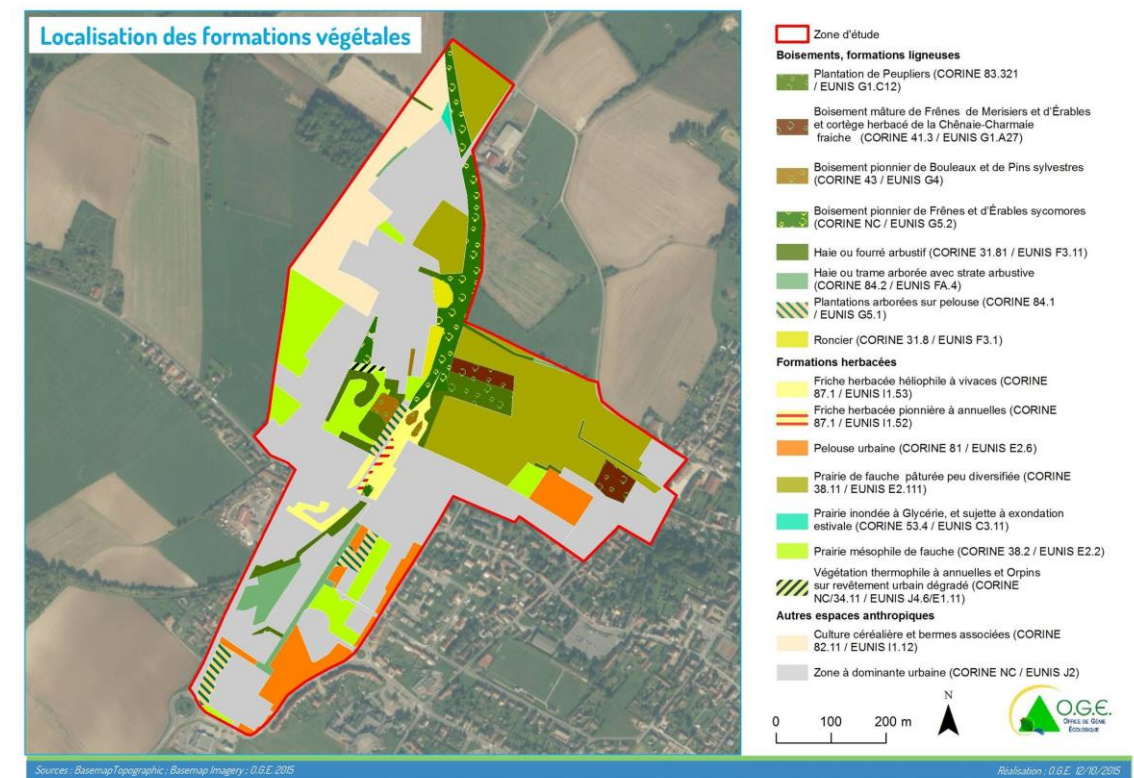 Localisation des formations végétales
Zone d'étude
Boisements, formations ligneuses
Plantation de Peupliers (CORINE 83.321
/ EUNIS G1.C12)
Boisement mâture de Frênes de Merisiers et d'Érables
et cortège herbacé de la Chênaie-Charmaie
fraiche (CORINE 41.3 / EUNIS G1.A27)
Boisement pionnier de Bouleaux et de Pins sylvestres
(CORINE 43 / EUNIS G4)
Boisement pionnier de Frênes et d'Érables sycomores
(CORINE NC / EUNIS G5.2)
Haie ou fourré arbustif (CORINE 31.81 / EUNIS F3.11)
Haie ou trame arborée avec strate arbustive
(CORINE 84.2 / EUNIS FA.4)
Plantations arborées sur pelouse (CORINE 84.1
/ EUNIS G5.1)
Roncier (CORINE 31.8 / EUNIS F3.1)
Formations herbacées
Friche herbacée héliophile à vivaces (CORINE
87.1 / EUNIS I1.53)
Friche herbacée pionnière à annuelles (CORINE
87.1 / EUNIS I1.52)
Pelouse urbaine (CORINE 81 / EUNIS E2.6)
Prairie de fauche pâturée peu diversifiée (CORINE
38.11 / EUNIS E2.111)
Prairie inondée à Glycérie, et sujette à exondation
estivale (CORINE 53.4 / EUNIS C3.11)
Prairie mésophile de fauche (CORINE 38.2 / EUNIS E2.2)
Végétation thermophile à annuelles et Orpins
sur revêtement urbain dégradé (CORINE
NC/34.11 / EUNIS J4.6/E1.11)
Autres espaces anthropiques
Culture céréalière et bermes associées (CORINE
82.11 / EUNIS I1.12)
Zone à dominante urbaine (CORINE NC / EUNIS J2)
0 100 200 m
N
O.G.E.
OFFICE DE GÉNIE
ÉCOLOGIQUE
Sources : BasemapTopographic ; Basemap Imagery ; O.G.E. 2015
Réalisation : O.G.E. 12/10/2015